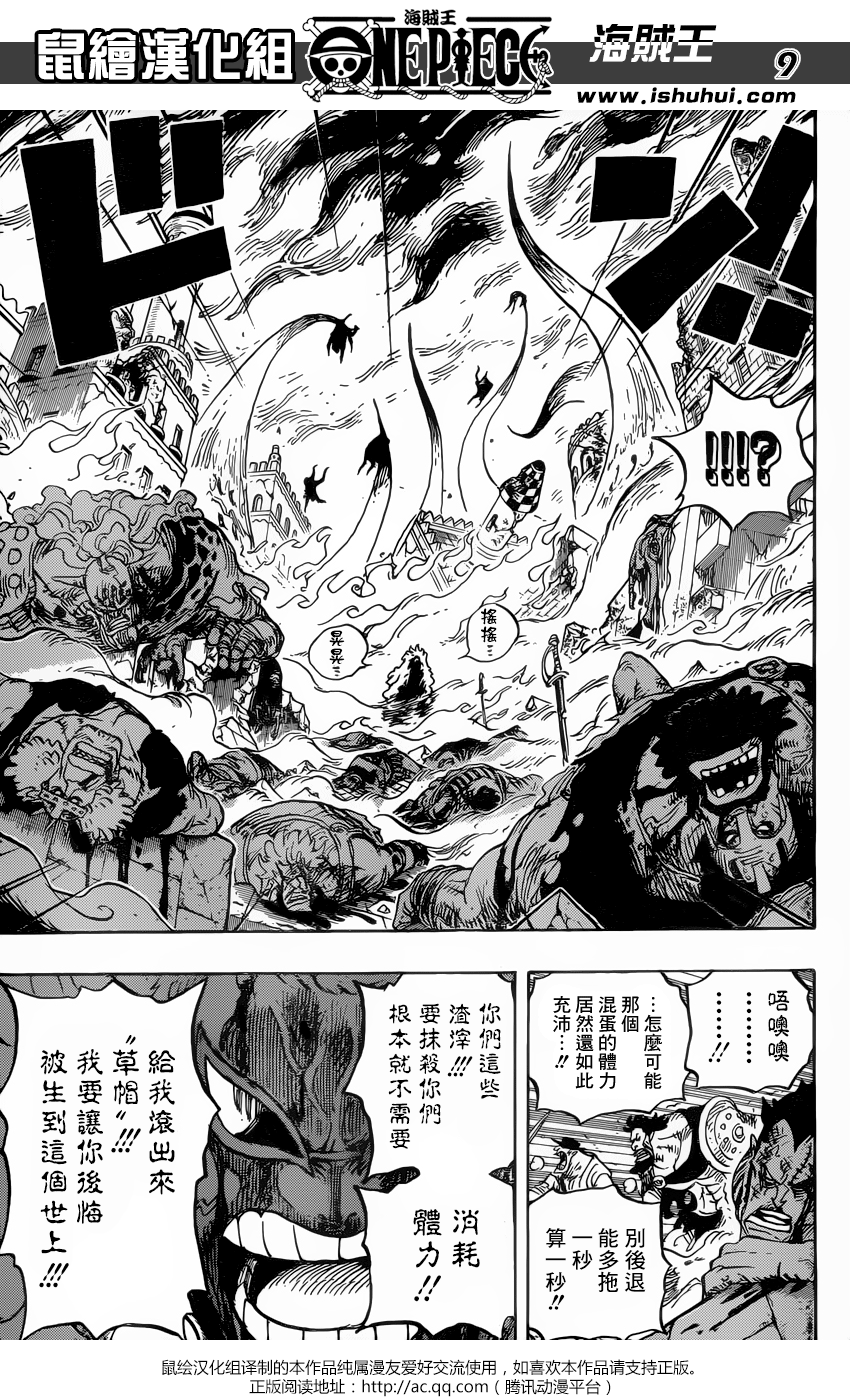 鼠繪漢化組
海賊王
ONE PIECE
海賊王
9
www.ishuhui.com
ド
ン!!
!!!?
搖搖…
晃晃…
唔噢噢
………
……!!
…怎麼可能
那個
混蛋的體力
居然還如此
充沛…!!
別後退
能多拖
一秒
算一秒!!
你們這些
渣滓!!!
要抹殺你們
根本就不需要
消耗
體力!!
給我滾出來
“草帽”!!!
我要讓你後悔
被生到這個世上!!!
鼠绘汉化组译制的本作品纯属漫友爱好交流使用，如喜欢本作品请支持正版。
正版阅读地址：http://ac.qq.com（腾讯动漫平台）